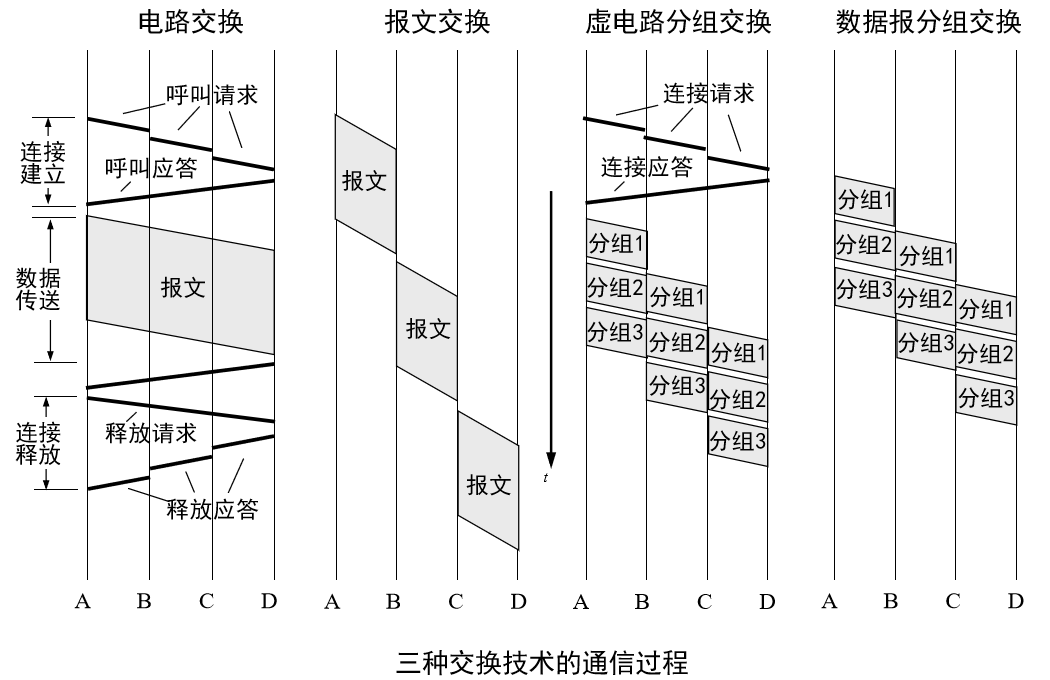 电路交换
报文交换
虚电路分组交换
数据报分组交换
呼叫请求
连接
建立
呼叫应答
数据
传送
报文
连接
释放
释放请求
释放应答
A B C D
报文
报文
报文
A B C D
t
连接请求
连接应答
分组1
分组2 分组1
分组3 分组2 分组1
分组3 分组2
分组3
A B C D
分组1
分组2 分组1
分组3 分组2 分组1
分组3 分组2
分组3
A B C D
三种交换技术的通信过程